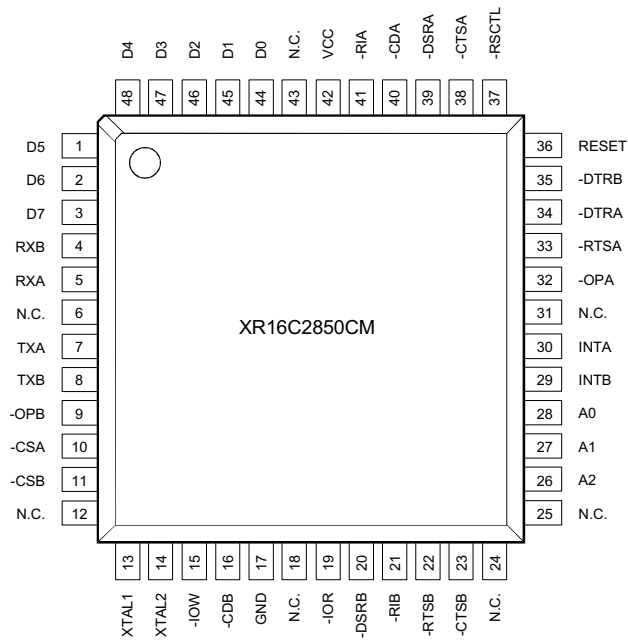 D4 D3 D2 D1 D0 N.C. VCC -RIA -CDA -DSRA -CTSA -RSCTL
48 47 46 45 44 43 42 41 40 39 38 37
D5 1 36 RESET
D6 2 35 -DTRB
D7 3 34 -DTRA
RXB 4 33 -RTSA
RXA 5 32 -OPA
N.C. 6 31 N.C.
XR16C2850CM
TXA 7 30 INTA
TXB 8 29 INTB
-OPB 9 28 A0
-CSA 10 27 A1
-CSB 11 26 A2
N.C. 12 25 N.C.
13 14 15 16 17 18 19 20 21 22 23 24
XTAL1 XTAL2 -IOW -CDB GND N.C. -IOR -DSRB -RIB -RTSB -CTSB N.C.